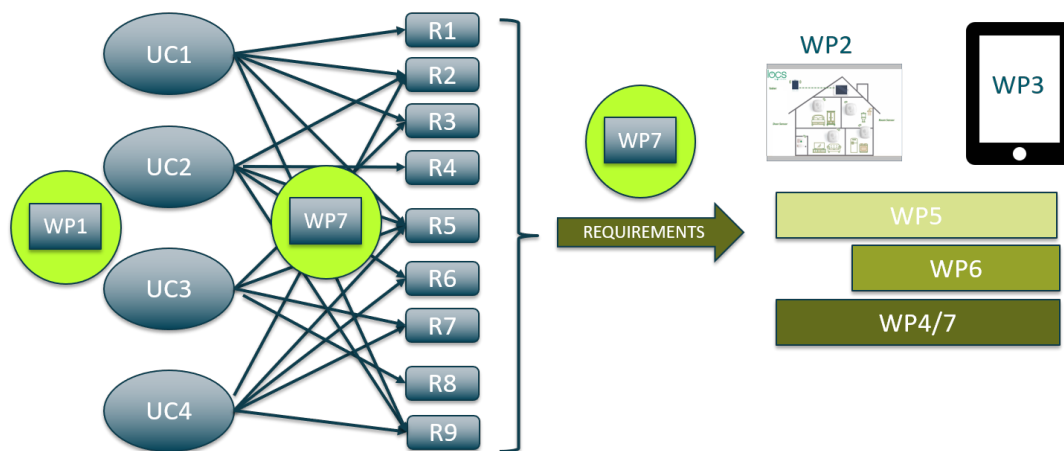 UC1
UC2
UC3
UC4
WP1
WP7
R1
R2
R3
R4
R5
R6
R7
R8
R9
WP7
REQUIREMENTS
WP2
WP3
WP5
WP6
WP4/7